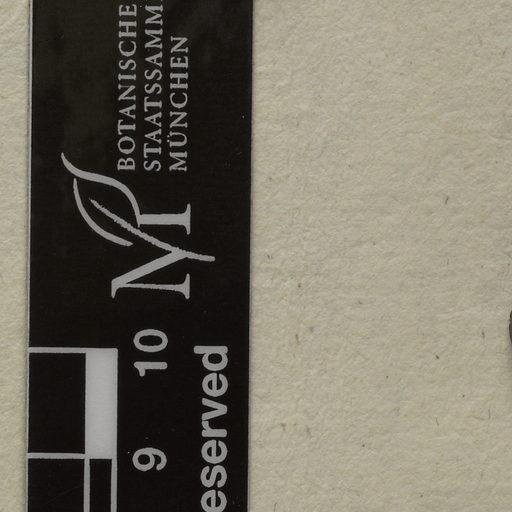 BOTANISCHE
STAATSSAMM
MÜNCHEN
M
9 10
eserved